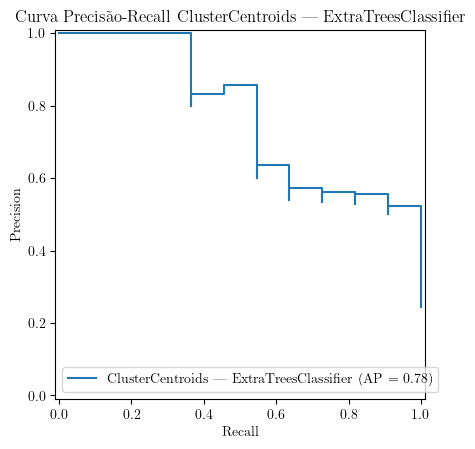 Curva Precisão-Recall ClusterCentroids — ExtraTreesClassifier
1.0
0.8
0.6
0.4
0.2
0.0
Precision
ClusterCentroids — ExtraTreesClassifier (AP = 0.78)
0.0 0.2 0.4 0.6 0.8 1.0
Recall